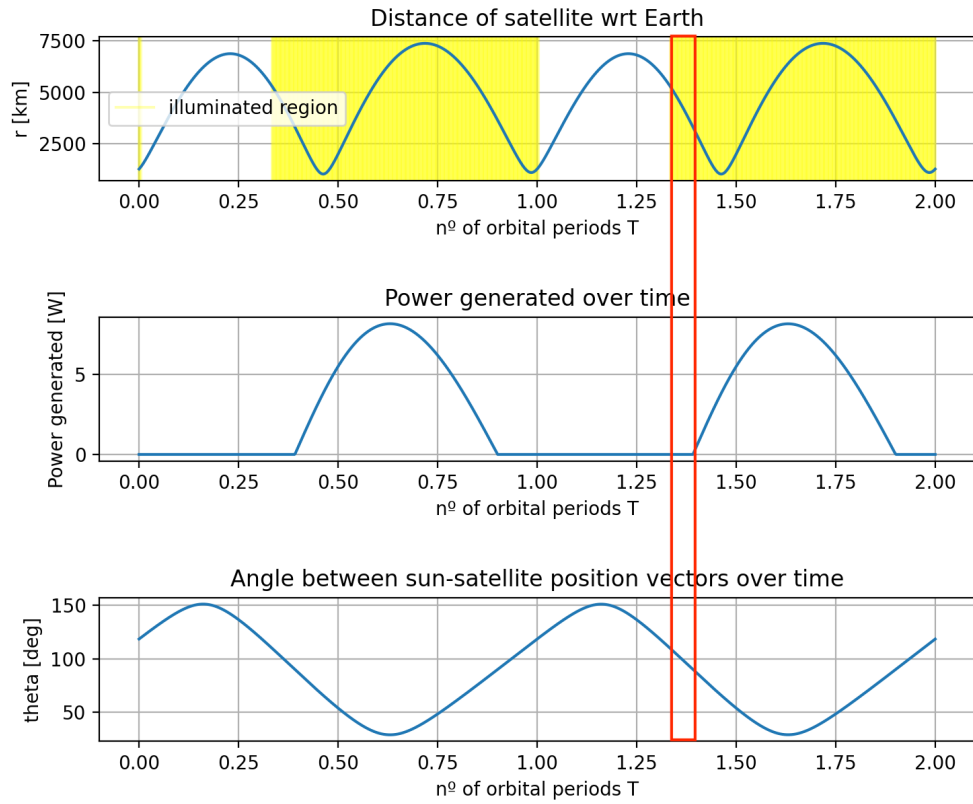 Distance of satellite wrt Earth
7500
5000
2500
r [km]
illuminated region
0.00 0.25 0.50 0.75 1.00 1.25 1.50 1.75 2.00
nº of orbital periods T
Power generated over time
5
0
Power generated [W]
0.00 0.25 0.50 0.75 1.00 1.25 1.50 1.75 2.00
nº of orbital periods T
Angle between sun-satellite position vectors over time
150
100
50
theta [deg]
0.00 0.25 0.50 0.75 1.00 1.25 1.50 1.75 2.00
nº of orbital periods T